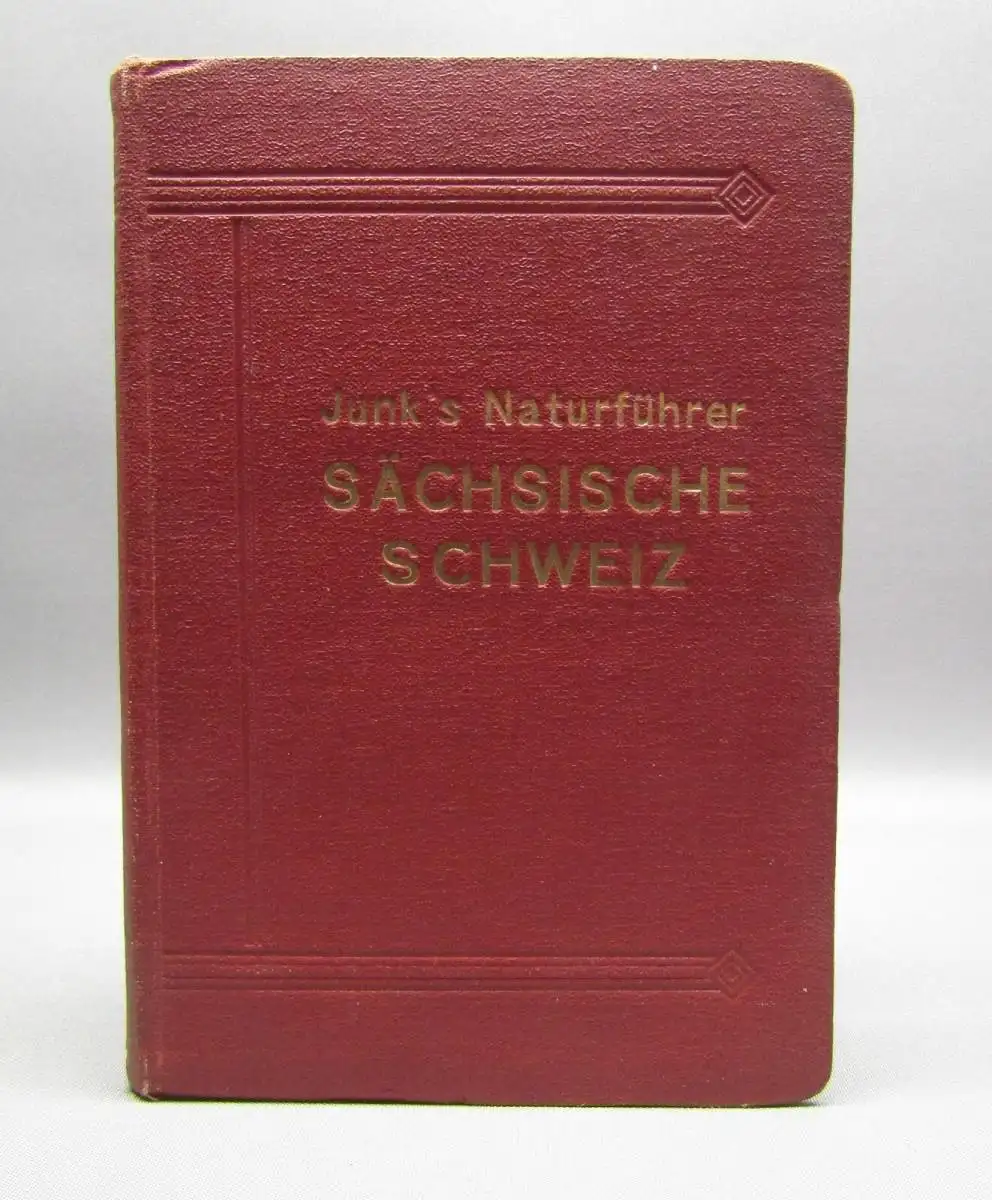 Junk's Naturführer
SÄCHSISCHE
SCHWEIZ